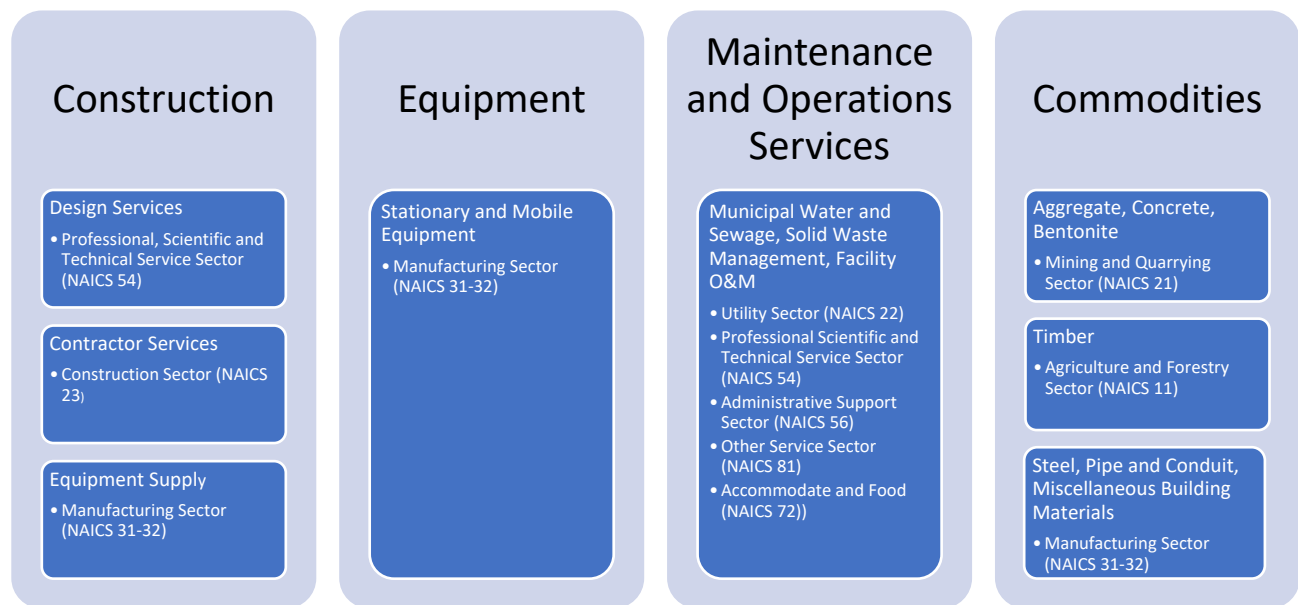 Construction
Design Services
• Professional, Scientific and
Technical Service Sector
(NAICS 54)
Contractor Services
• Construction Sector (NAICS
23)
Equipment Supply
• Manufacturing Sector
(NAICS 31-32)
Equipment
Stationary and Mobile
Equipment
• Manufacturing Sector
(NAICS 31-32)
Maintenance
and Operations
Services
Municipal Water and
Sewage, Solid Waste
Management, Facility
O&M
• Utility Sector (NAICS 22)
• Professional Scientific and
Technical Service Sector
(NAICS 54)
• Administrative Support
Sector (NAICS 56)
• Other Service Sector
(NAICS 81)
• Accommodate and Food
(NAICS 72))
Commodities
Aggregate, Concrete,
Bentonite
• Mining and Quarrying
Sector (NAICS 21)
Timber
• Agriculture and Forestry
Sector (NAICS 11)
Steel, Pipe and Conduit,
Miscellaneous Building
Materials
• Manufacturing Sector
(NAICS 31-32)